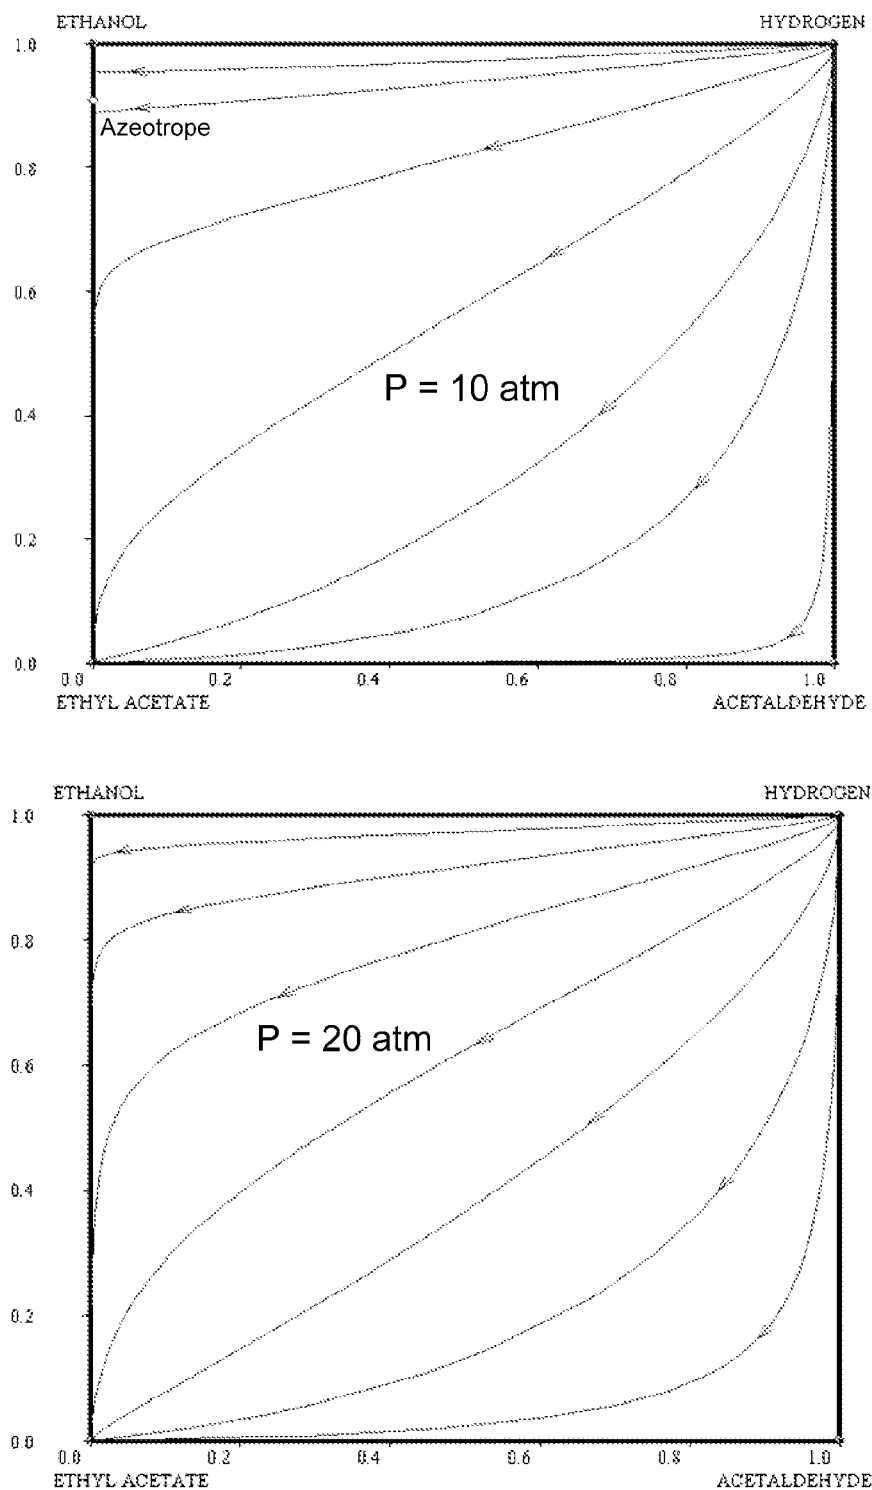 ETHANOL HYDROGEN
1.0
Azeotrope
0.8
0.6
P = 10 atm
0.4
0.2
0.0
0.0 0.2 0.4 0.6 0.8 1.0
ETHYL ACETATE ACETALDEHYDE
ETHANOL HYDROGEN
1.0
0.8
P = 20 atm
0.6
0.4
0.2
0.0
0.0 0.2 0.4 0.6 0.8 1.0
ETHYL ACETATE ACETALDEHYDE